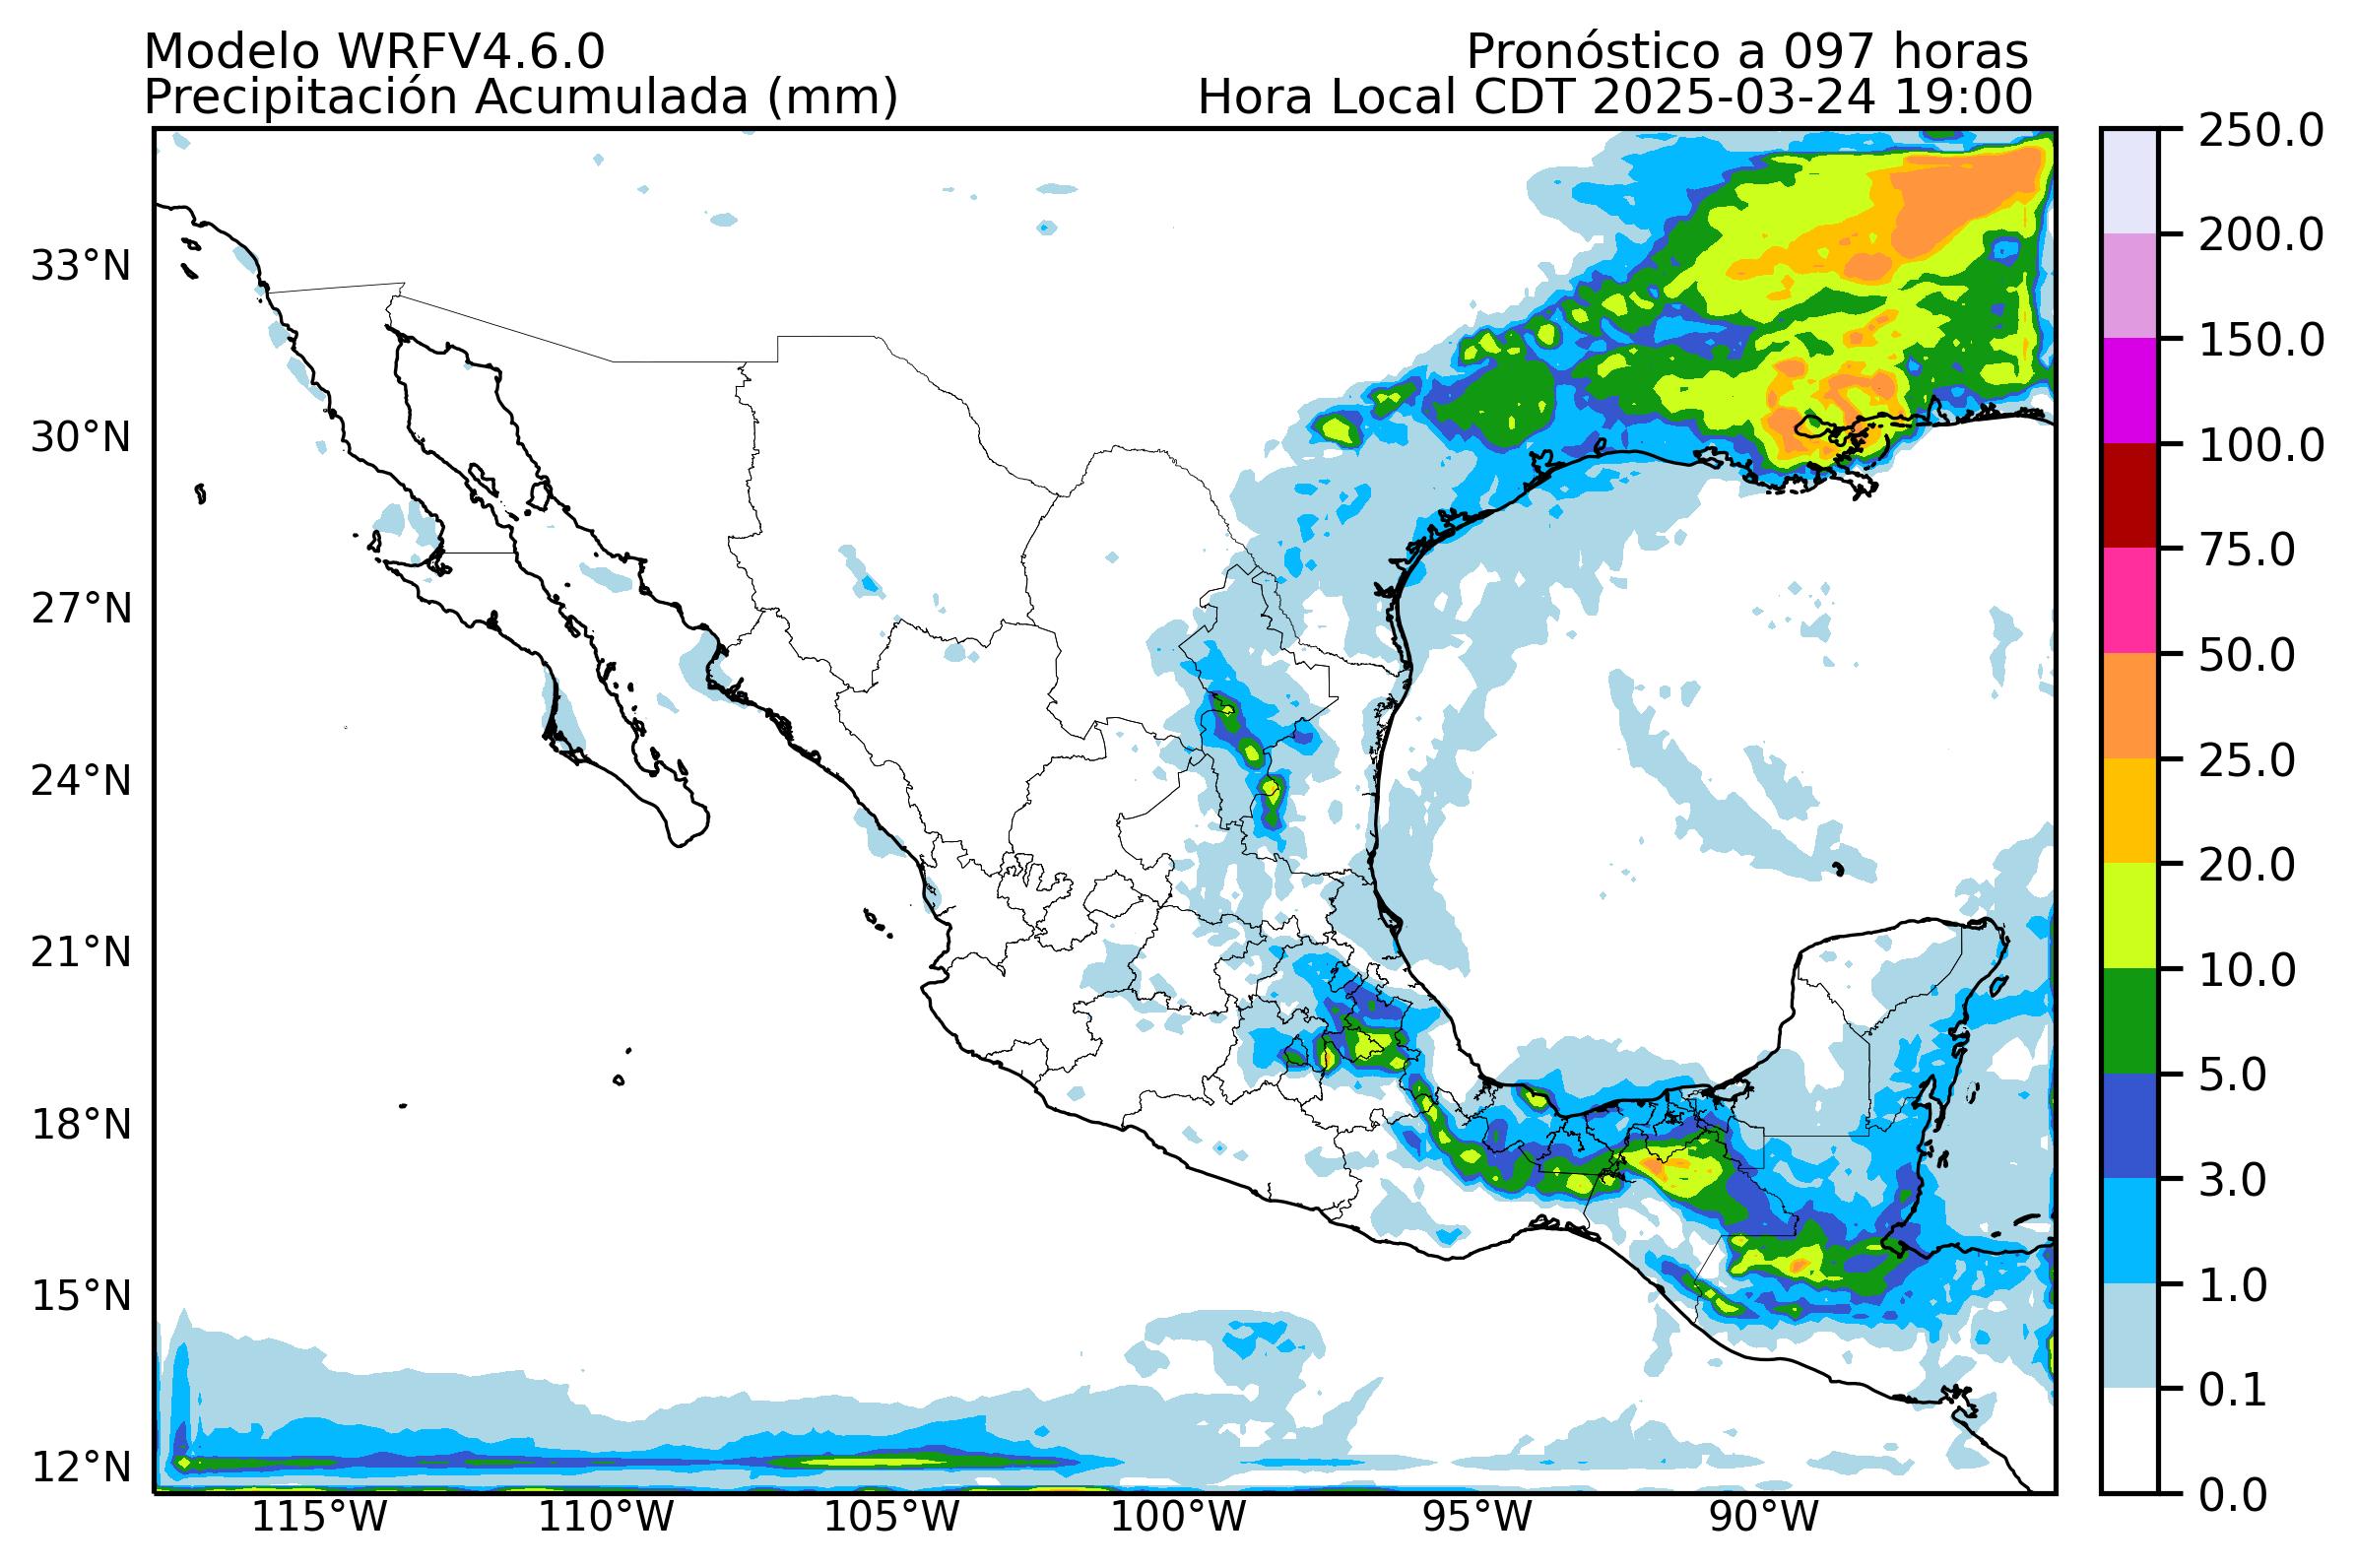 Modelo WRFV4.6.0
Pronóstico a 097 horas
Precipitación Acumulada (mm)
Hora Local CDT 2025-03-24 19:00
33°N
30°N
27°N
24°N
21°N
18°N
15°N
12°N
115°W
110°W
105°W
100°W
95°W
90°W
250.0
200.0
150.0
100.0
75.0
50.0
25.0
20.0
10.0
5.0
3.0
1.0
0.1
0.0